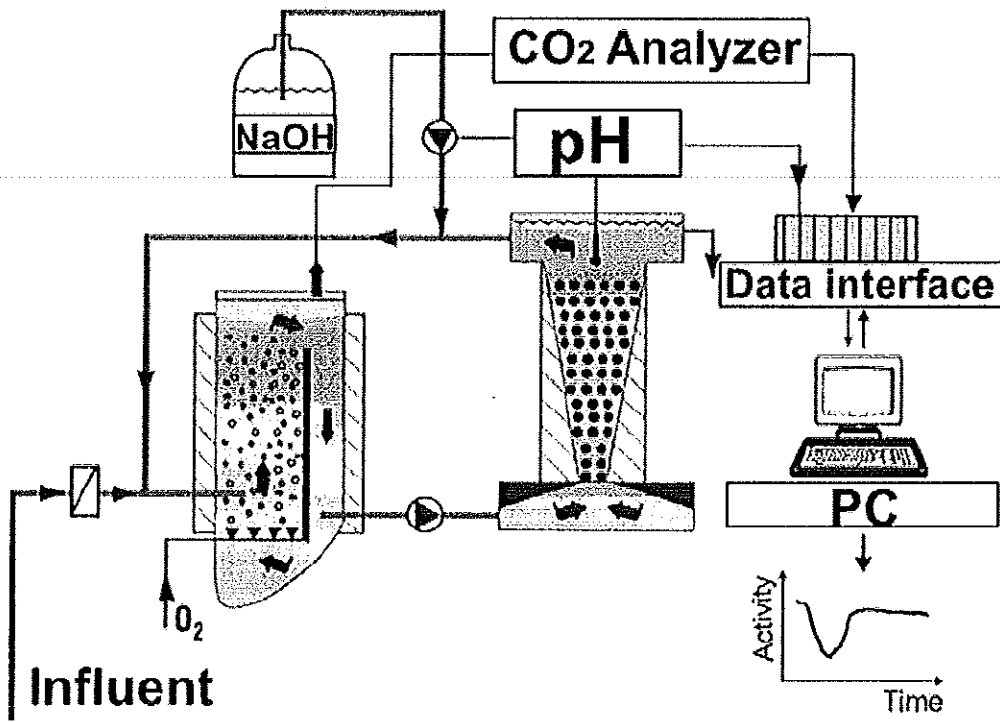 CO2 Analyzer
NaOH
pH
Data interface
PC
O2
Influent
Activity
Time